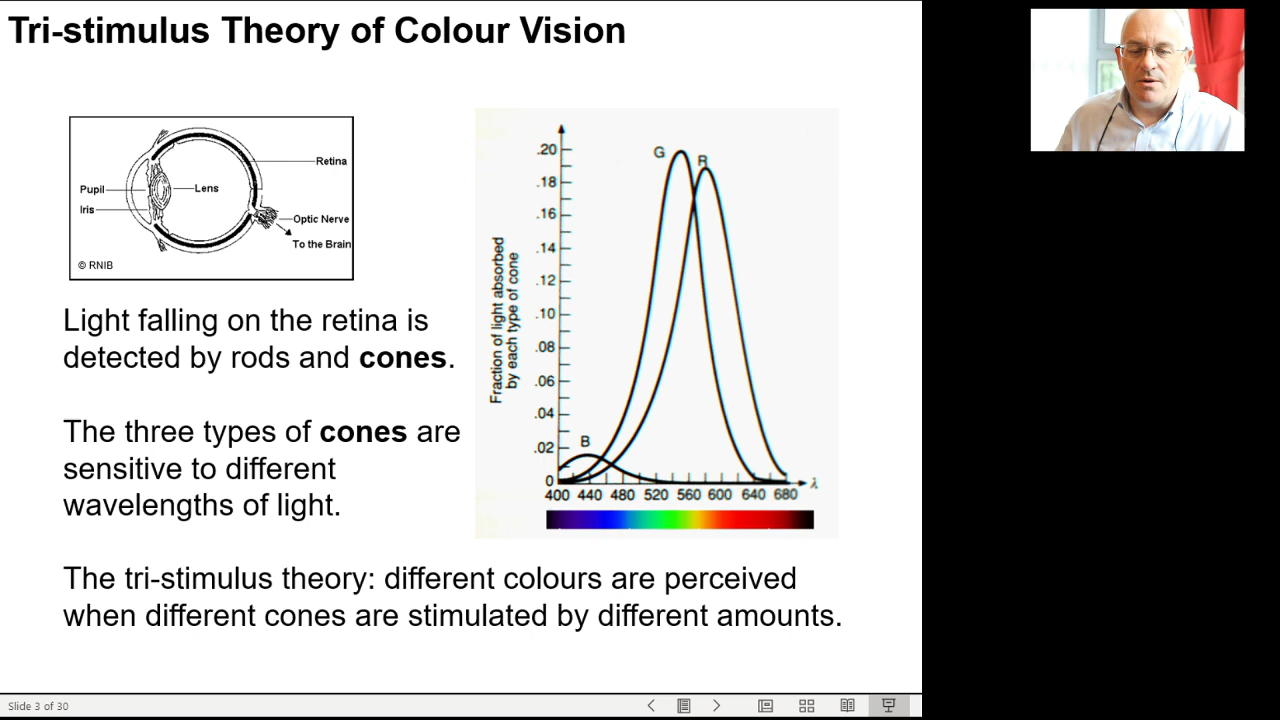 Tri-stimulus Theory of Colour Vision
Retina
Pupil
Lens
Iris
Optic Nerve
To the Brain
© RNIB
Light falling on the retina is
detected by rods and cones.
The three types of cones are
sensitive to different
wavelengths of light.
Fraction of light absorbed
by each type of cone
.20
.18
.16
.14
.12
.10
.08
.06
.04
.02
0
G
R
B
400 440 480 520 560 600 640 680 λ
The tri-stimulus theory: different colours are perceived
when different cones are stimulated by different amounts.
Slide 3 of 30